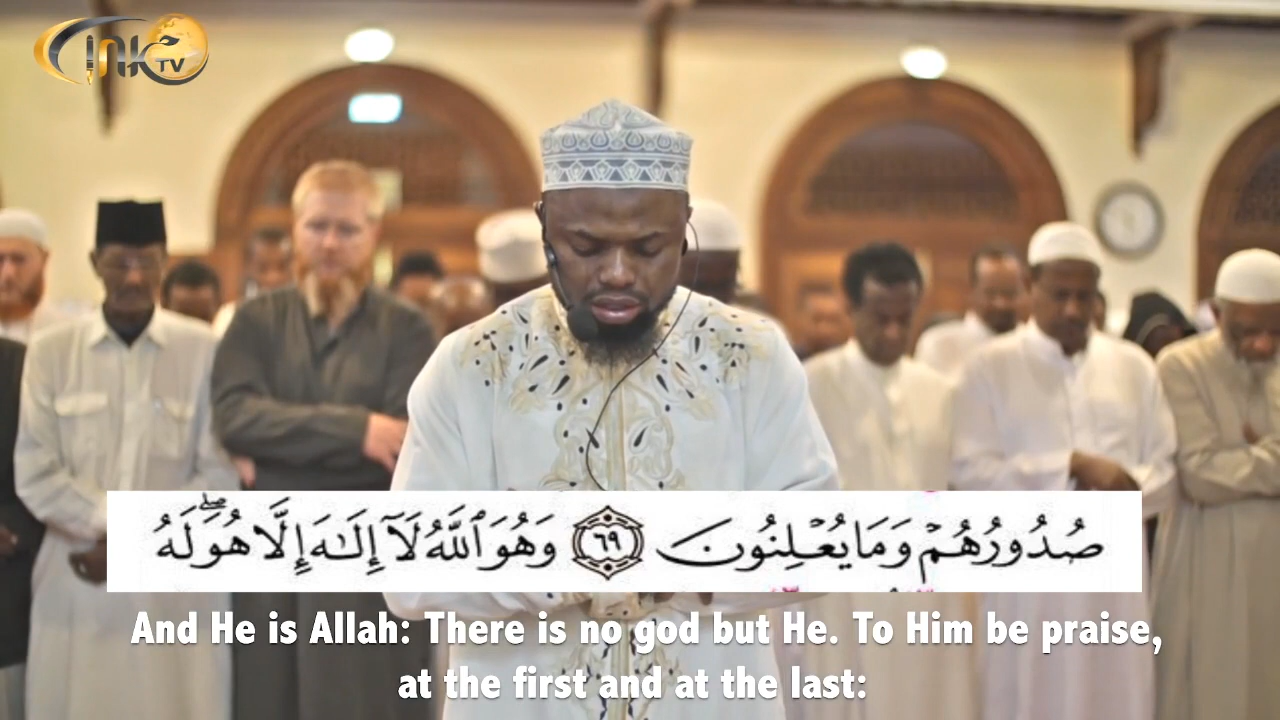 INK TV
صُدُورُهُمْ وَمَا يُعْلِنُونَ ٦٩ وَهُوَ ٱللَّهُ لَآ إِلَـٰهَ إِلَّا هُوَ ۖ لَهُ
And He is Allah: There is no god but He. To Him be praise,
at the first and at the last: